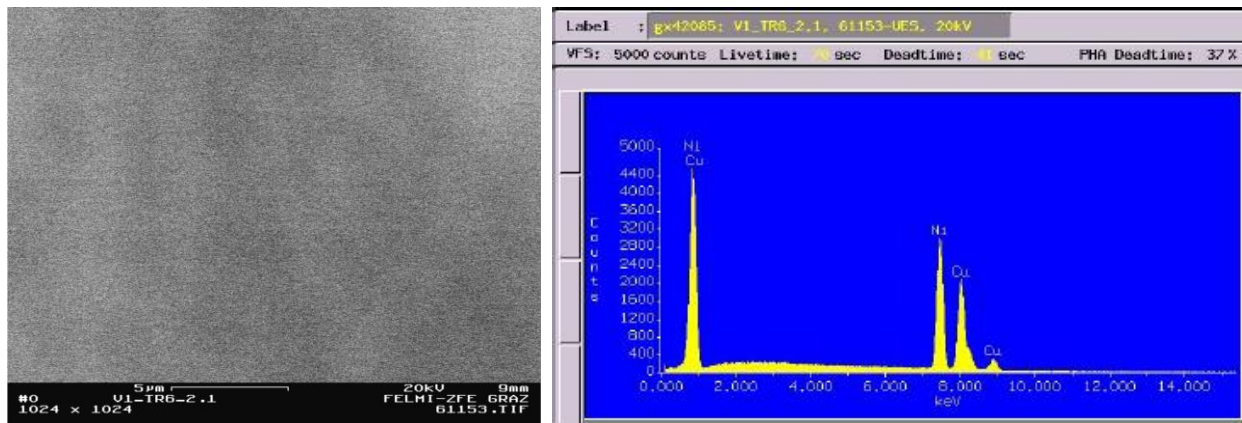 5µm 20kV 9mm
#0 V1_TR6_2.1 FELMI-ZFE GRAZ
1024 x 1024 61153.TIF
Label : gx42085: V1_TR6_2.1, 61153-UES, 20kV
VFS: 5000 counts Livetime: sec Deadtime: sec PHA Deadtime: 37 %
5000
4400
4000
3600
3200
2800
2400
2000
1600
1200
800
400
0
Counts
Ni
Cu
Ni
Cu
Cu
0.000 2.000 4.000 6.000 8.000 10.000 12.000 14.000
keV